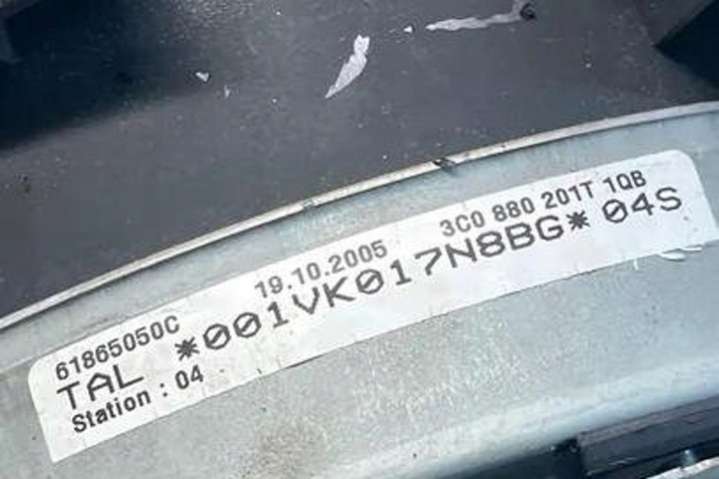 61865050C 19.10.2005 3C0 880 201T 1QB
TAL *001VK017N8BG* 04S
Station : 04